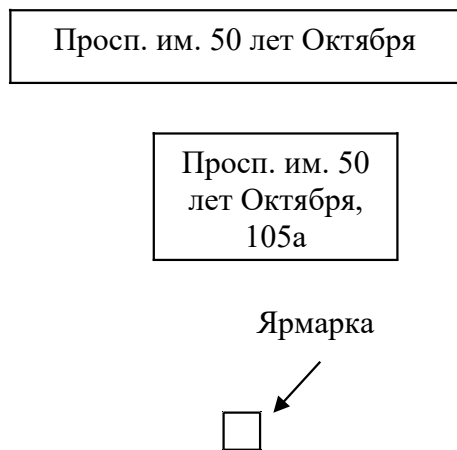 Просп. им. 50 лет Октября
Просп. им. 50
лет Октября,
105а
Ярмарка